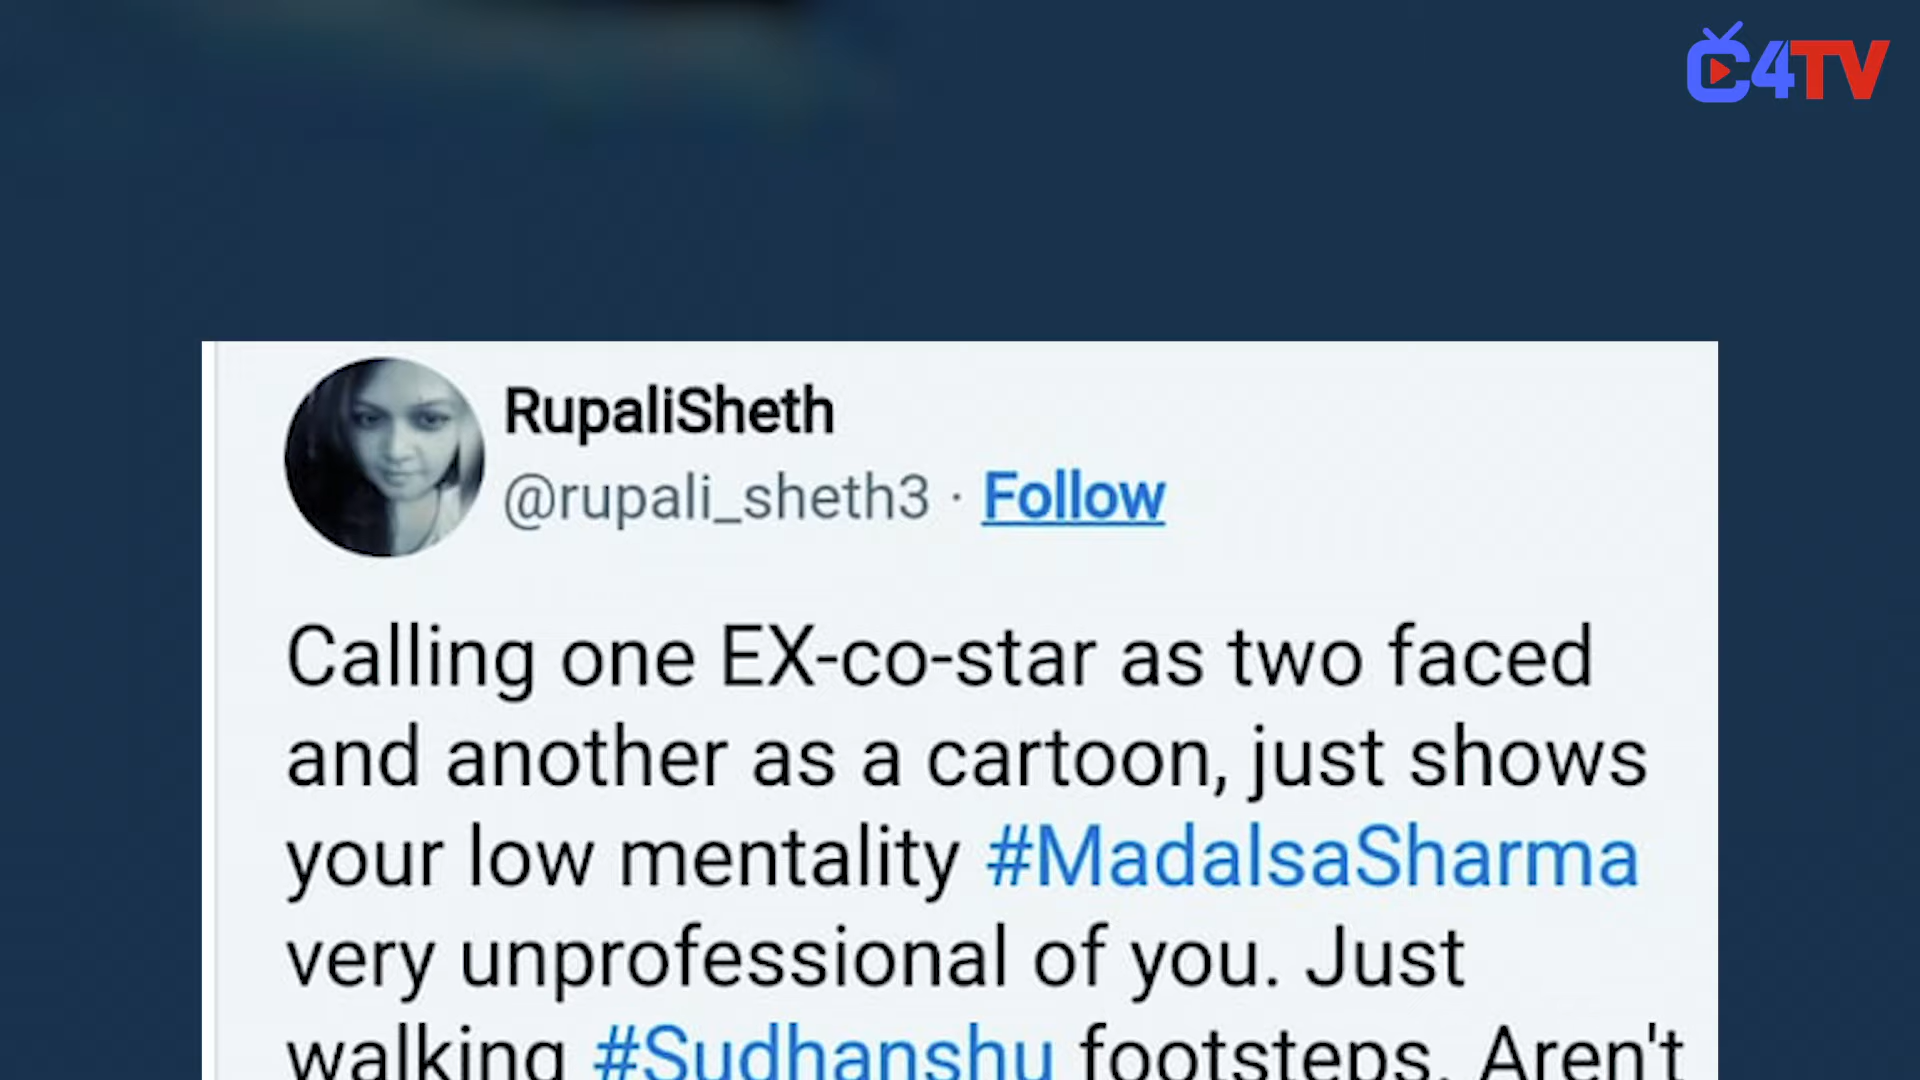 C4TV
RupaliSheth
@rupali_sheth3 · Follow
Calling one EX-co-star as two faced
and another as a cartoon, just shows
your low mentality #MadalsaSharma
very unprofessional of you. Just
walking #Sudhanshu footsteps. Aren't